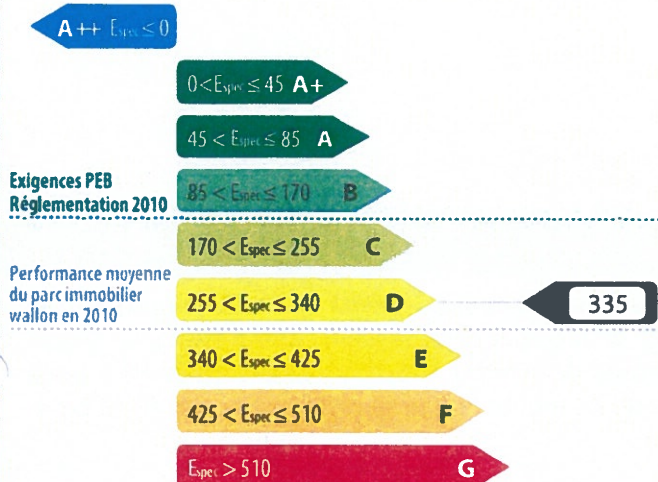 A++ Espec ≤ 0
0 < Espec ≤ 45 A+
45 < Espec ≤ 85 A
Exigences PEB
Réglementation 2010
85 < Espec ≤ 170 B
170 < Espec ≤ 255 C
Performance moyenne
du parc immobilier
wallon en 2010
255 < Espec ≤ 340 D
335
340 < Espec ≤ 425 E
425 < Espec ≤ 510 F
Espec > 510 G